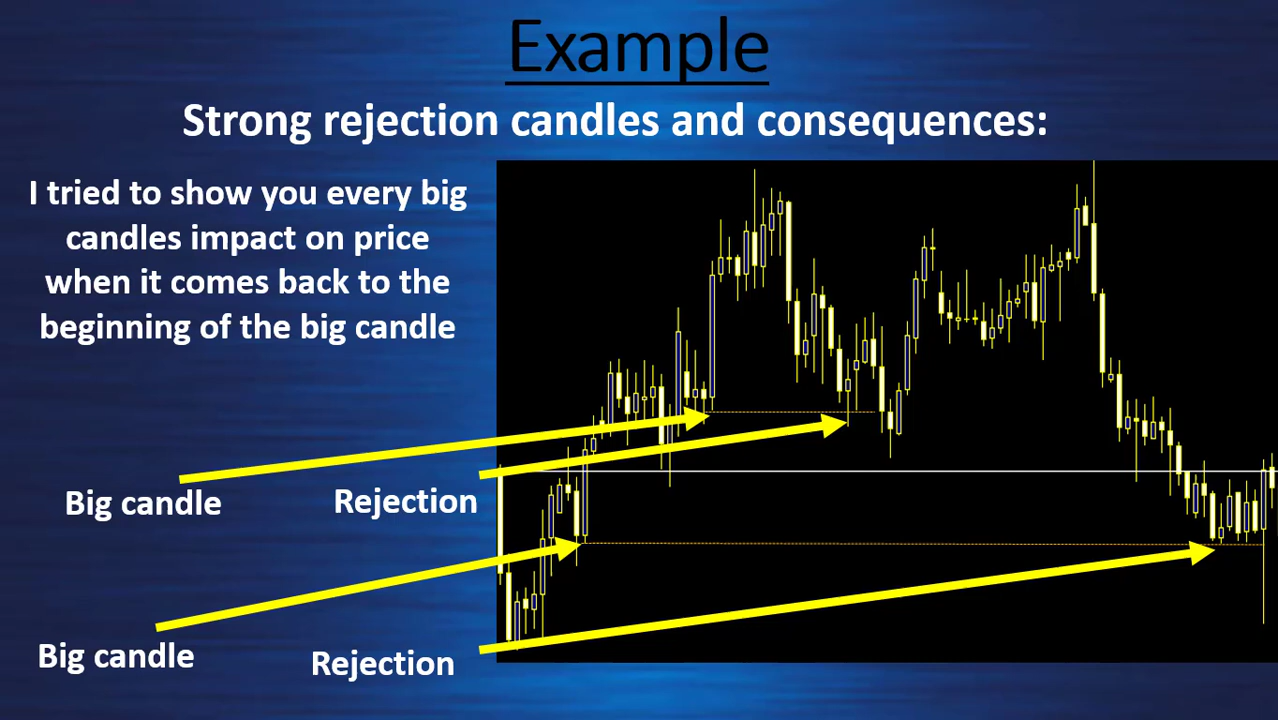 Example
Strong rejection candles and consequences:
I tried to show you every big
candles impact on price
when it comes back to the
beginning of the big candle
Big candle
Rejection
Big candle
Rejection